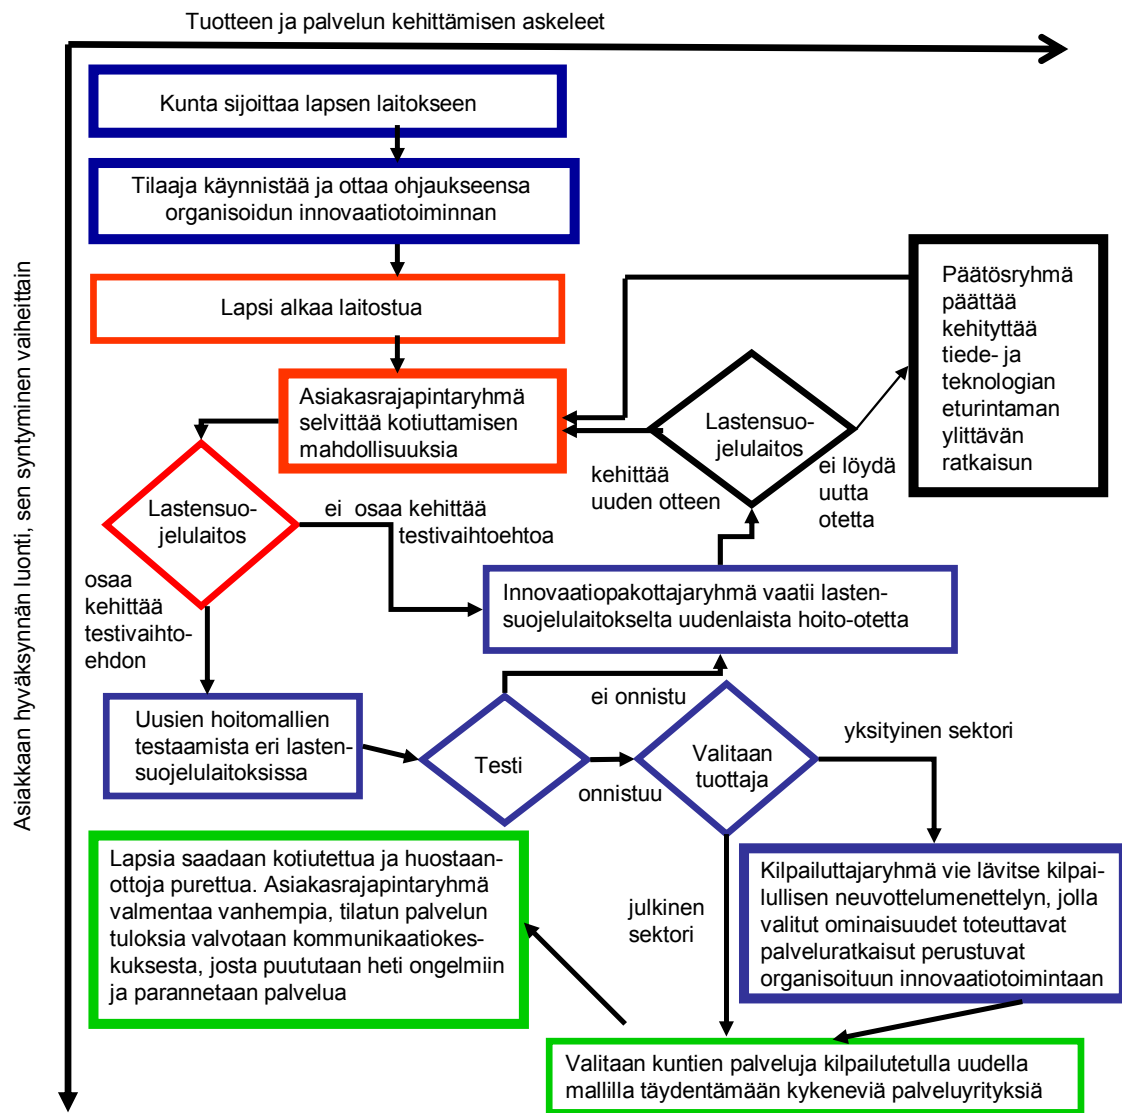 Tuotteen ja palvelun kehittämisen askeleet
Asiakkaan hyväksynnän luonti, sen syntyminen vaiheittain
Kunta sijoittaa lapsen laitokseen
Tilaaja käynnistää ja ottaa ohjaukseensa
organisoidun innovaatiotoiminnan
Lapsi alkaa laitostua
Asiakasrajapintaryhmä
selvittää kotiuttamisen
mahdollisuuksia
Päätösryhmä
päättää
kehityttää
tiede- ja
teknologian
eturintaman
ylittävän
ratkaisun
Lastensuo-
jelulaitos
kehittää
uuden otteen
ei löydä
uutta
otetta
Lastensuo-
jelulaitos
ei osaa kehittää
testivaihtoehtoa
osaa
kehittää
testivaihto-
ehdon
Innovaatiopakottajaryhmä vaatii lasten-
suojelulaitokselta uudenlaista hoito-otetta
Uusien hoitomallien
testaamista eri lasten-
suojelulaitoksissa
Testi
ei onnistu
onnistuu
Valitaan
tuottaja
yksityinen sektori
julkinen
sektori
Lapsia saadaan kotiutettua ja huostaan-
ottoja purettua. Asiakasrajapintaryhmä
valmentaa vanhempia, tilatun palvelun
tuloksia valvotaan kommunikaatiokes-
kuksesta, josta puututaan heti ongelmiin
ja parannetaan palvelua
Kilpailuttajaryhmä vie lävitse kilpai-
lullisen neuvottelumenettelyn, jolla
valitut ominaisuudet toteuttavat
palveluratkaisut perustuvat
organisoituun innovaatiotoimintaan
Valitaan kuntien palveluja kilpailutetulla uudella
mallilla täydentämään kykeneviä palveluyrityksiä